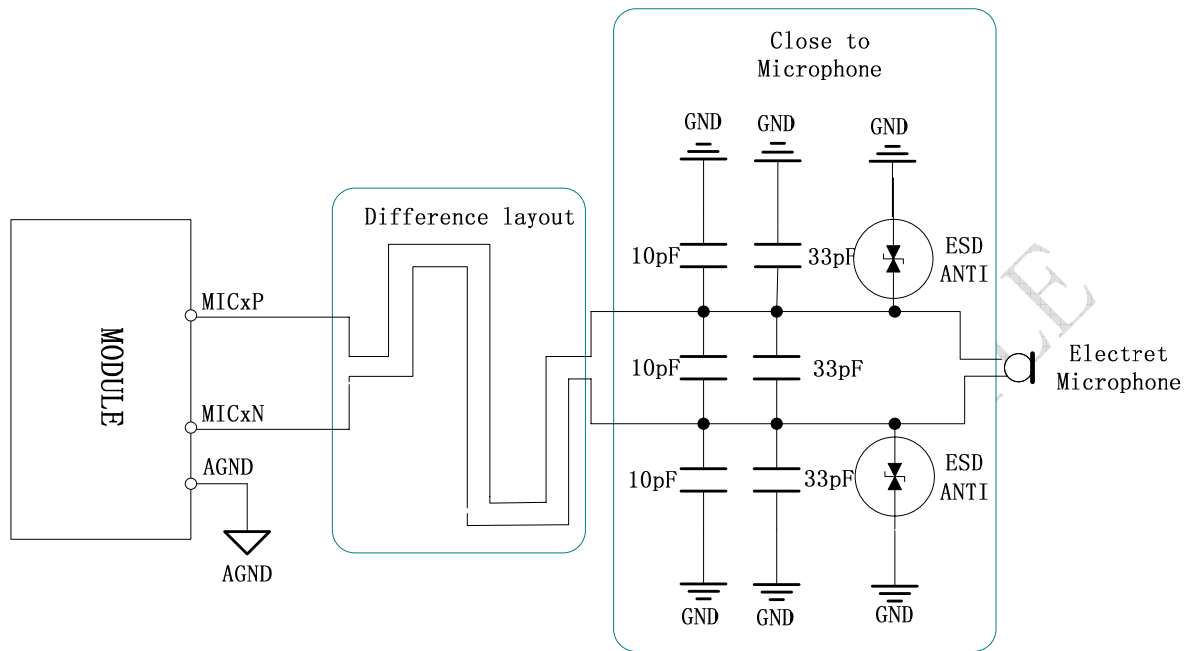 Close to
Microphone
GND
GND
GND
Difference layout
10pF
33pF
ESD
ANTI
MICxP
MODULE
10pF
33pF
Electret
Microphone
MICxN
AGND
10pF
33pF
ESD
ANTI
AGND
GND
GND
GND